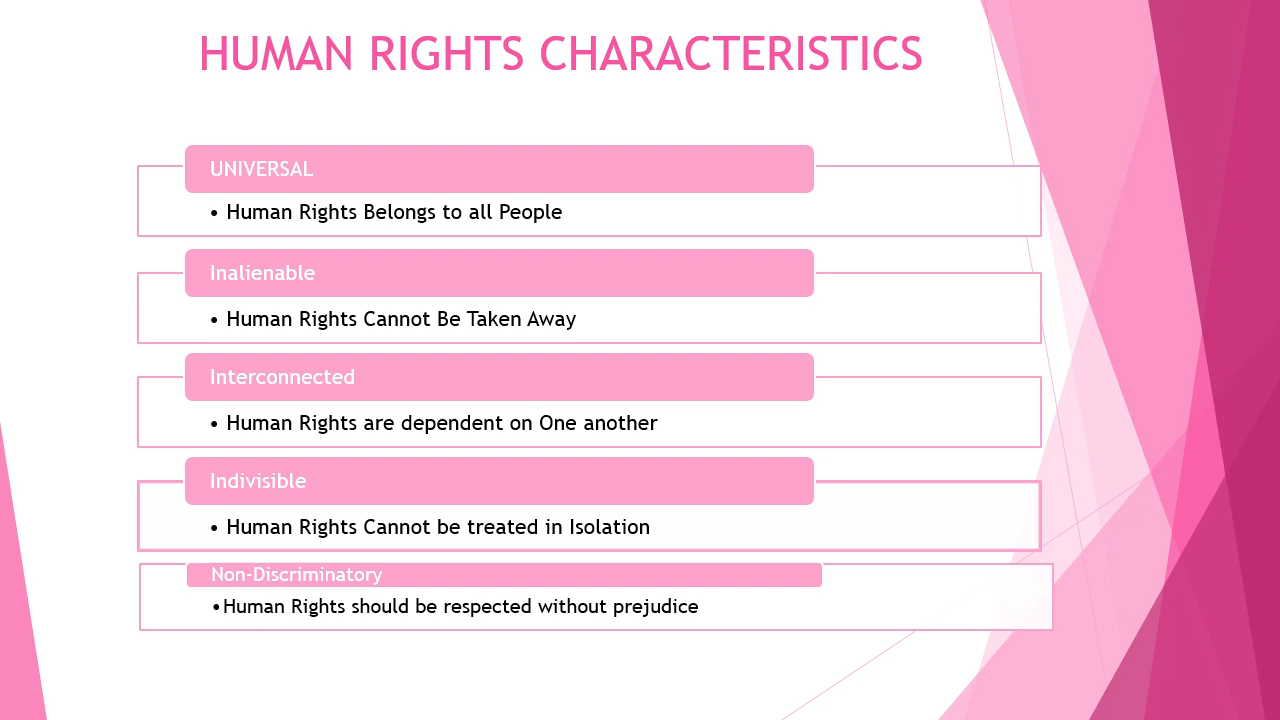 HUMAN RIGHTS CHARACTERISTICS
UNIVERSAL
• Human Rights Belongs to all People
Inalienable
• Human Rights Cannot Be Taken Away
Interconnected
• Human Rights are dependent on One another
Indivisible
• Human Rights Cannot be treated in Isolation
Non-Discriminatory
•Human Rights should be respected without prejudice